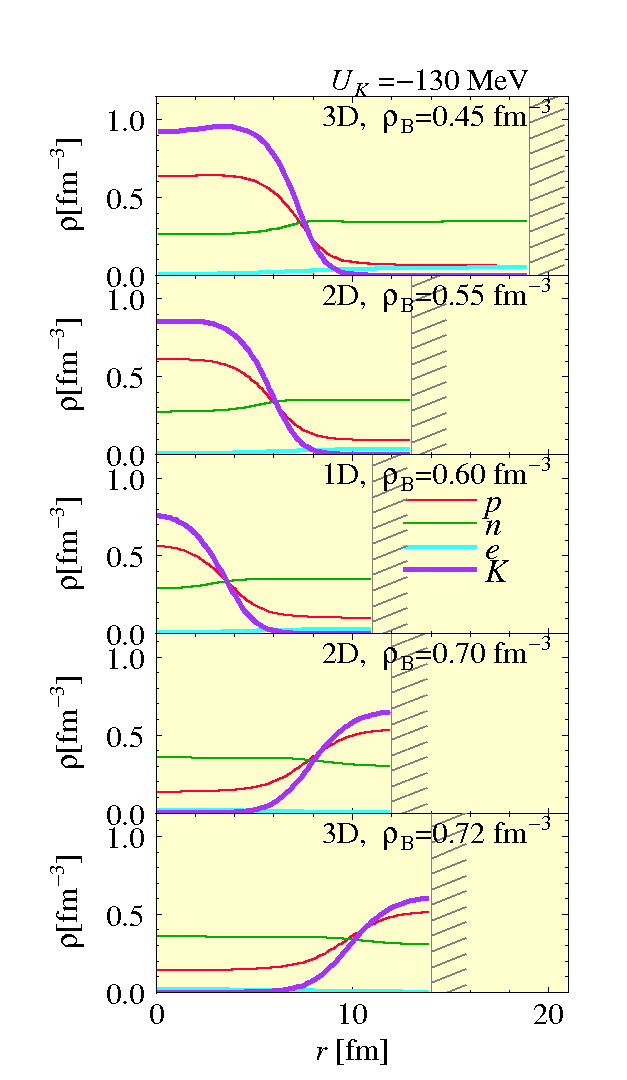 U_K =−130 MeV
3D, ρ_B=0.45 fm⁻³
1.0
ρ[fm⁻³]
0.5
0.0
2D, ρ_B=0.55 fm⁻³
1.0
ρ[fm⁻³]
0.5
0.0
1D, ρ_B=0.60 fm⁻³
1.0
p
n
e
K
ρ[fm⁻³]
0.5
0.0
2D, ρ_B=0.70 fm⁻³
1.0
ρ[fm⁻³]
0.5
0.0
3D, ρ_B=0.72 fm⁻³
1.0
ρ[fm⁻³]
0.5
0.0
0 10 20
r [fm]